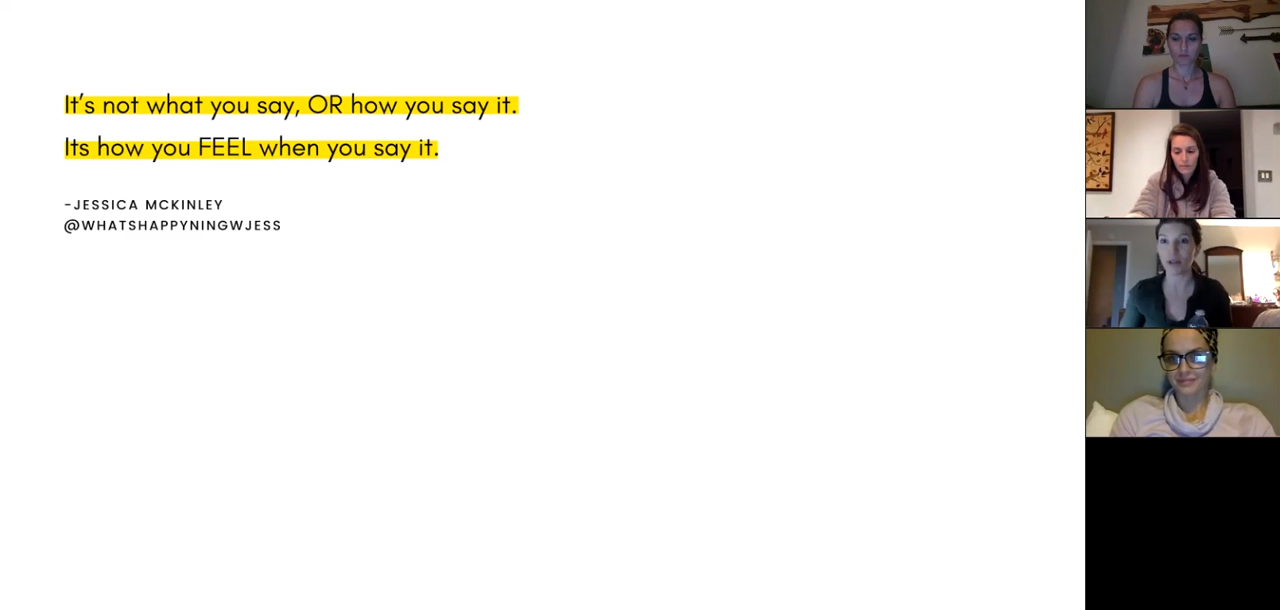 It's not what you say, OR how you say it.
Its how you FEEL when you say it.
-JESSICA MCKINLEY
@WHATSHAPPYNINGWJESS